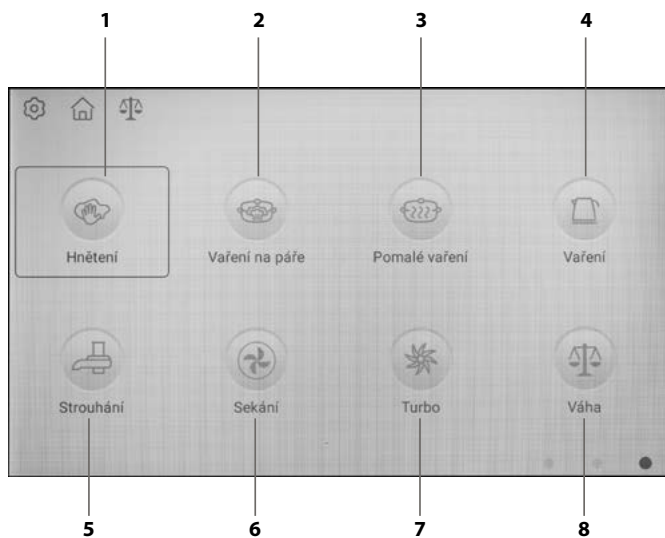 1 2 3 4
Hnětení Vaření na páře Pomalé vaření Vaření
Strouhání Sekání Turbo Váha
5 6 7 8